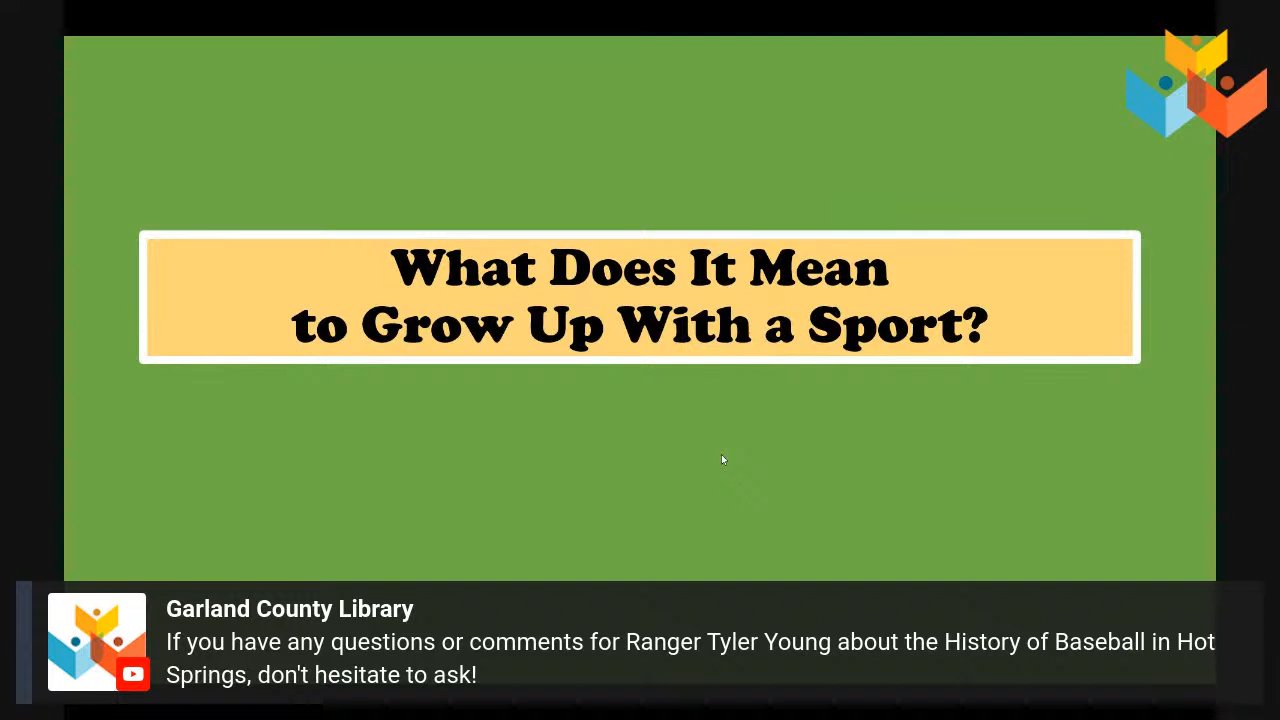 What Does It Mean
to Grow Up With a Sport?
Garland County Library
If you have any questions or comments for Ranger Tyler Young about the History of Baseball in Hot
Springs, don't hesitate to ask!